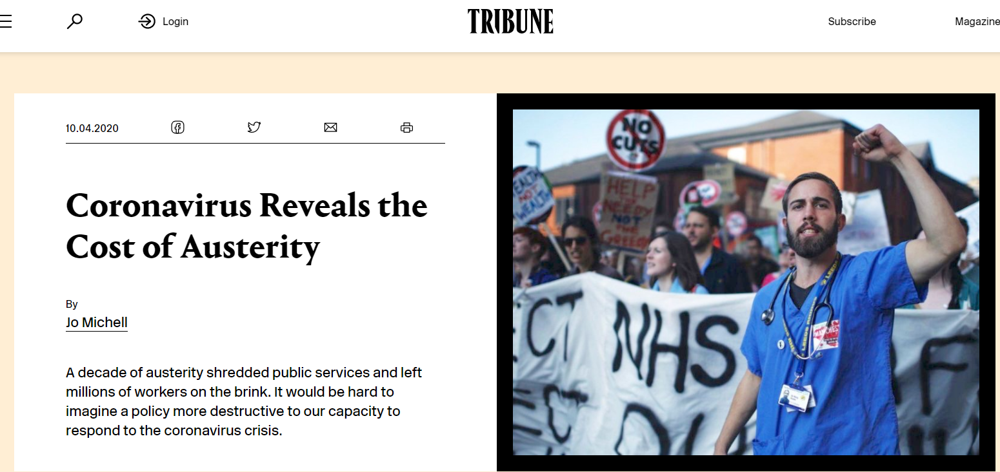 Login
TRIBUNE
Subscribe
Magazine
10.04.2020
Coronavirus Reveals the
Cost of Austerity
By
Jo Michell
A decade of austerity shredded public services and left
millions of workers on the brink. It would be hard to
imagine a policy more destructive to our capacity to
respond to the coronavirus crisis.
NO
CUTS
HEALTH
NOT
WEALTH
HELP
THE
NEEDY
NOT
THE
GREEDY
NHS